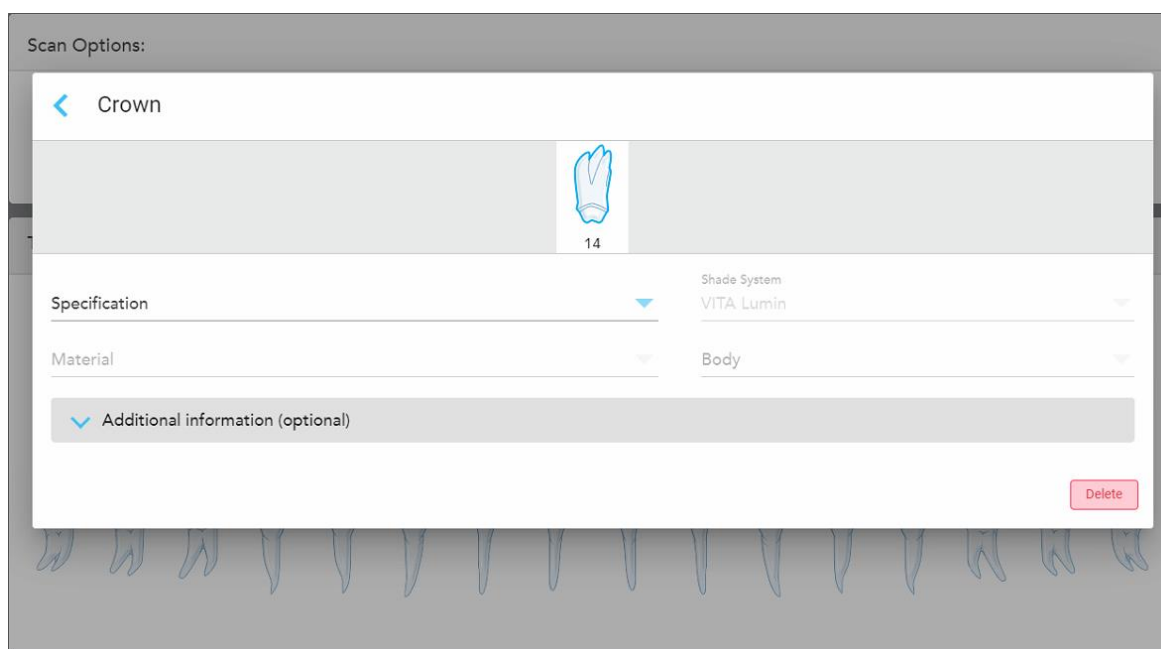 Scan Options:
Crown
14
Specification
Shade System
VITA Lumin
Material
Body
Additional information (optional)
Delete